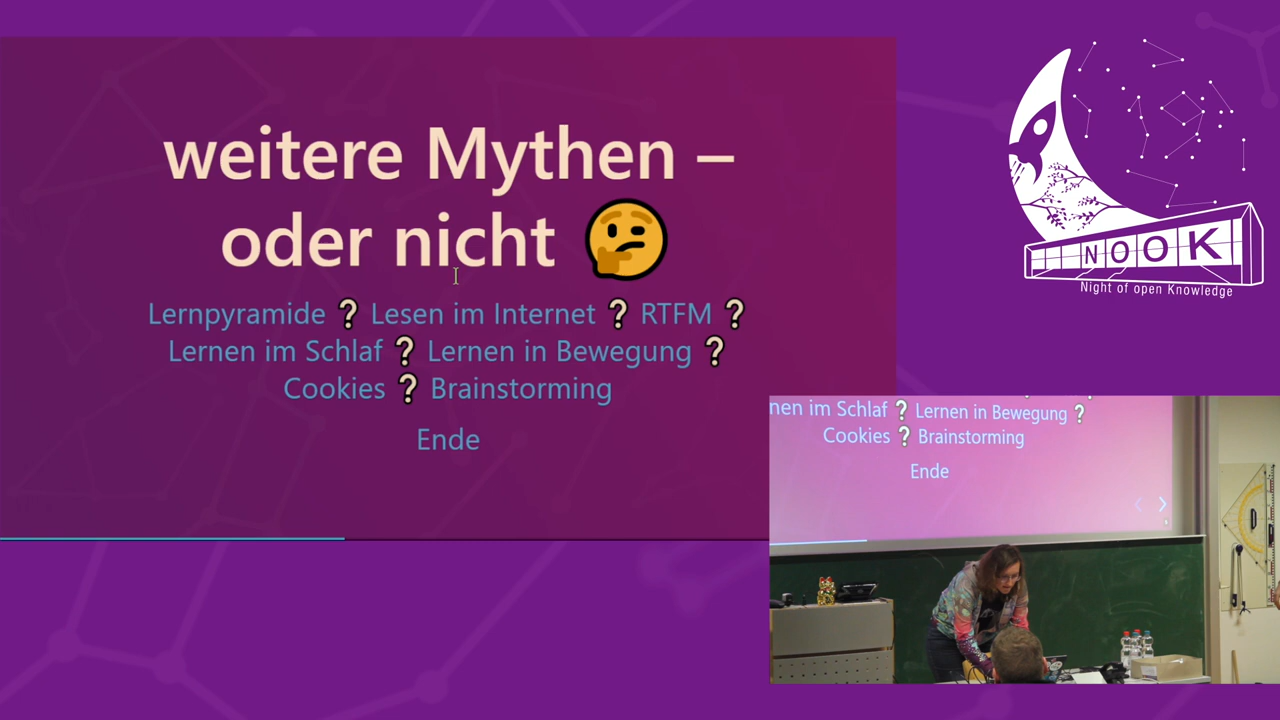 weitere Mythen –
oder nicht 🤔
Lernpyramide ❔ Lesen im Internet ❔ RTFM ❔
Lernen im Schlaf ❔ Lernen in Bewegung ❔
Cookies ❔ Brainstorming
Ende
NOOK
Night of open Knowledge
nen im Schlaf ❔ Lernen in Bewegung ❔
Cookies ❔ Brainstorming
Ende